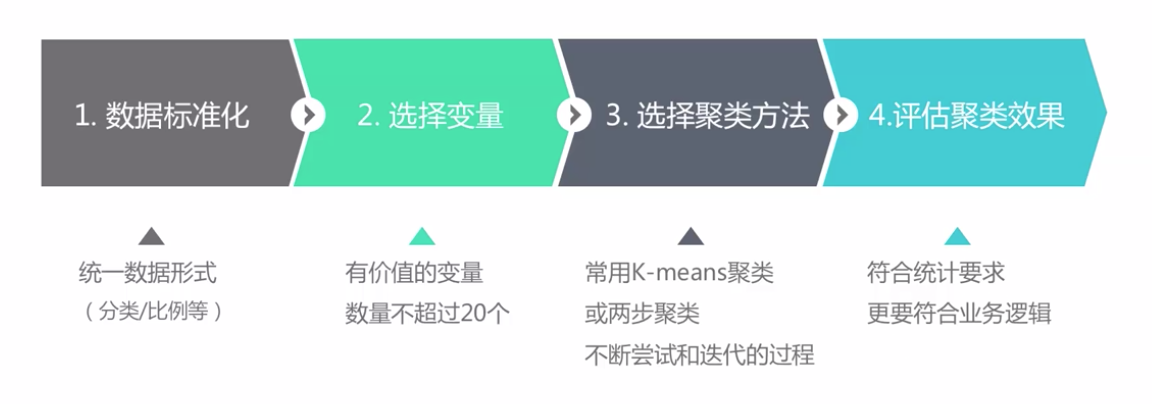 1. 数据标准化
2. 选择变量
3. 选择聚类方法
4.评估聚类效果
统一数据形式
（分类/比例等）
有价值的变量
数量不超过20个
常用K-means聚类
或两步聚类
不断尝试和迭代的过程
符合统计要求
更要符合业务逻辑